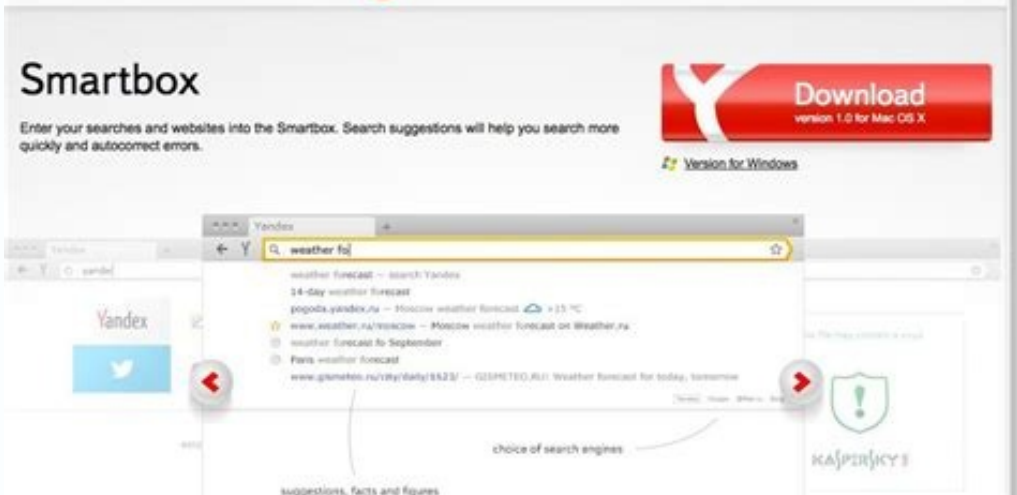 Smartbox
Enter your searches and websites into the Smartbox. Search suggestions will help you search more
quickly and autocorrect errors.
Download
version 1.0 for Mac OS X
Version for Windows
Yandex
weather fo
weather forecast — search Yandex
14-day weather forecast
pogoda.yandex.ru — Moscow weather forecast +15 °C
www.weather.ru/moscow — Moscow weather forecast on Weather.ru
weather forecast fo September
Paris weather forecast
www.gismeteo.ru/city/daily/1623/ — GISMETEO.RU: Weather forecast for today, tomorrow
choice of search engines
suggestions, facts and figures
Yandex
yandex
Yandex
KASPERSKY